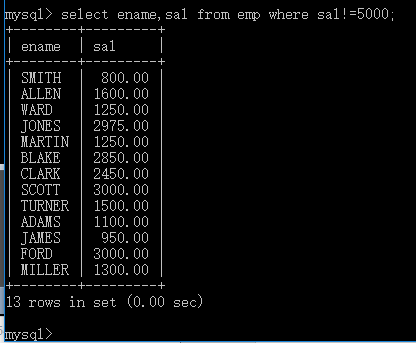 mysql> select ename,sal from emp where sal!=5000;
+--------+---------+
| ename | sal |
+--------+---------+
| SMITH | 800.00 |
| ALLEN | 1600.00 |
| WARD | 1250.00 |
| JONES | 2975.00 |
| MARTIN | 1250.00 |
| BLAKE | 2850.00 |
| CLARK | 2450.00 |
| SCOTT | 3000.00 |
| TURNER | 1500.00 |
| ADAMS | 1100.00 |
| JAMES | 950.00 |
| FORD | 3000.00 |
| MILLER | 1300.00 |
+--------+---------+
13 rows in set (0.00 sec)
mysql>